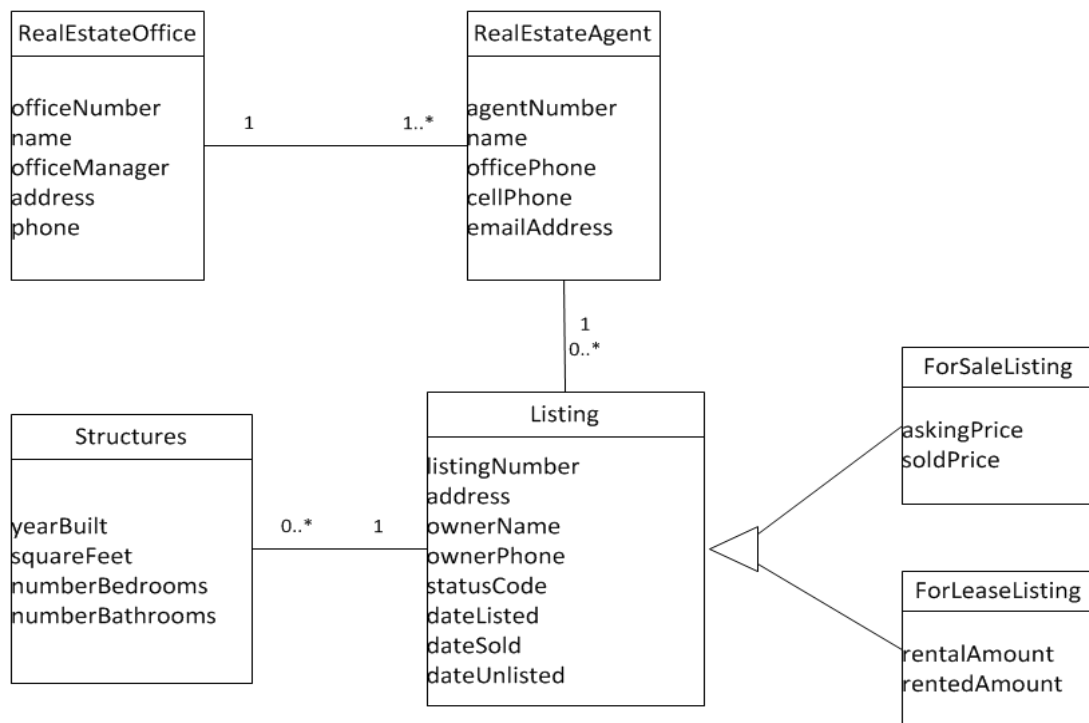 RealEstateOffice
officeNumber
name
officeManager
address
phone
1
1..*
RealEstateAgent
agentNumber
name
officePhone
cellPhone
emailAddress
1
0..*
Structures
yearBuilt
squareFeet
numberBedrooms
numberBathrooms
0..*
1
Listing
listingNumber
address
ownerName
ownerPhone
statusCode
dateListed
dateSold
dateUnlisted
ForSaleListing
askingPrice
soldPrice
ForLeaseListing
rentalAmount
rentedAmount